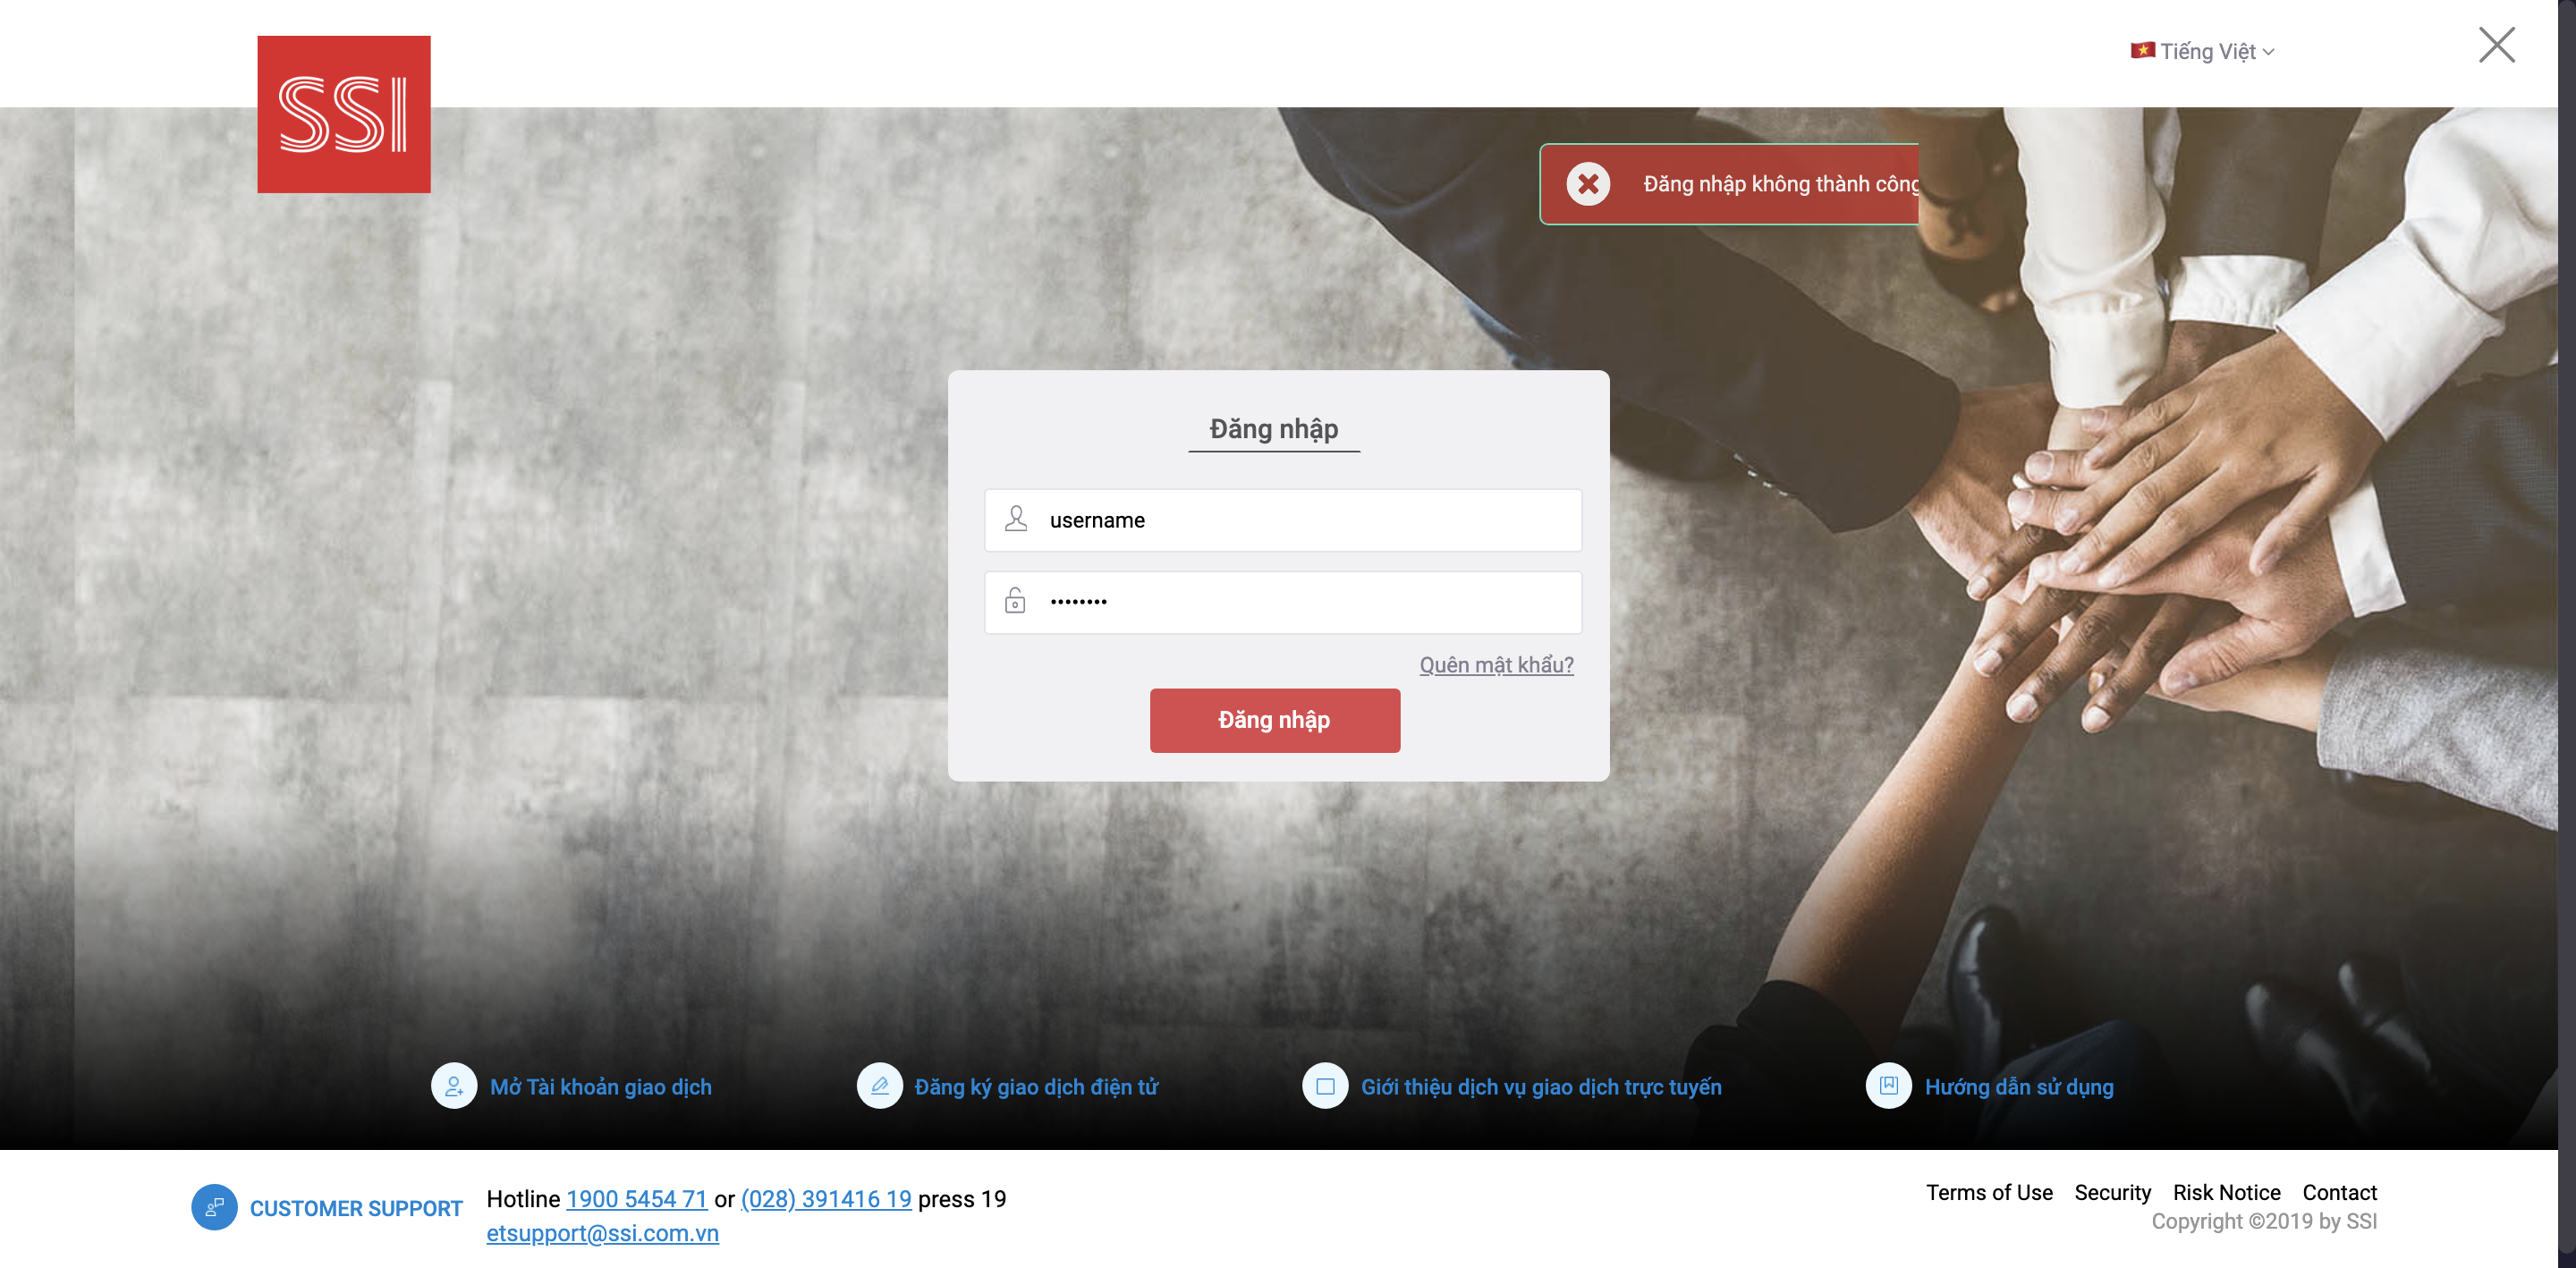 SSI
Tiếng Việt
Đăng nhập không thành công
Đăng nhập
username
••••••••
Quên mật khẩu?
Đăng nhập
Mở Tài khoản giao dịch
Đăng ký giao dịch điện tử
Giới thiệu dịch vụ giao dịch trực tuyến
Hướng dẫn sử dụng
CUSTOMER SUPPORT
Hotline 1900 5454 71 or (028) 391416 19 press 19
etsupport@ssi.com.vn
Terms of Use Security Risk Notice Contact
Copyright ©2019 by SSI